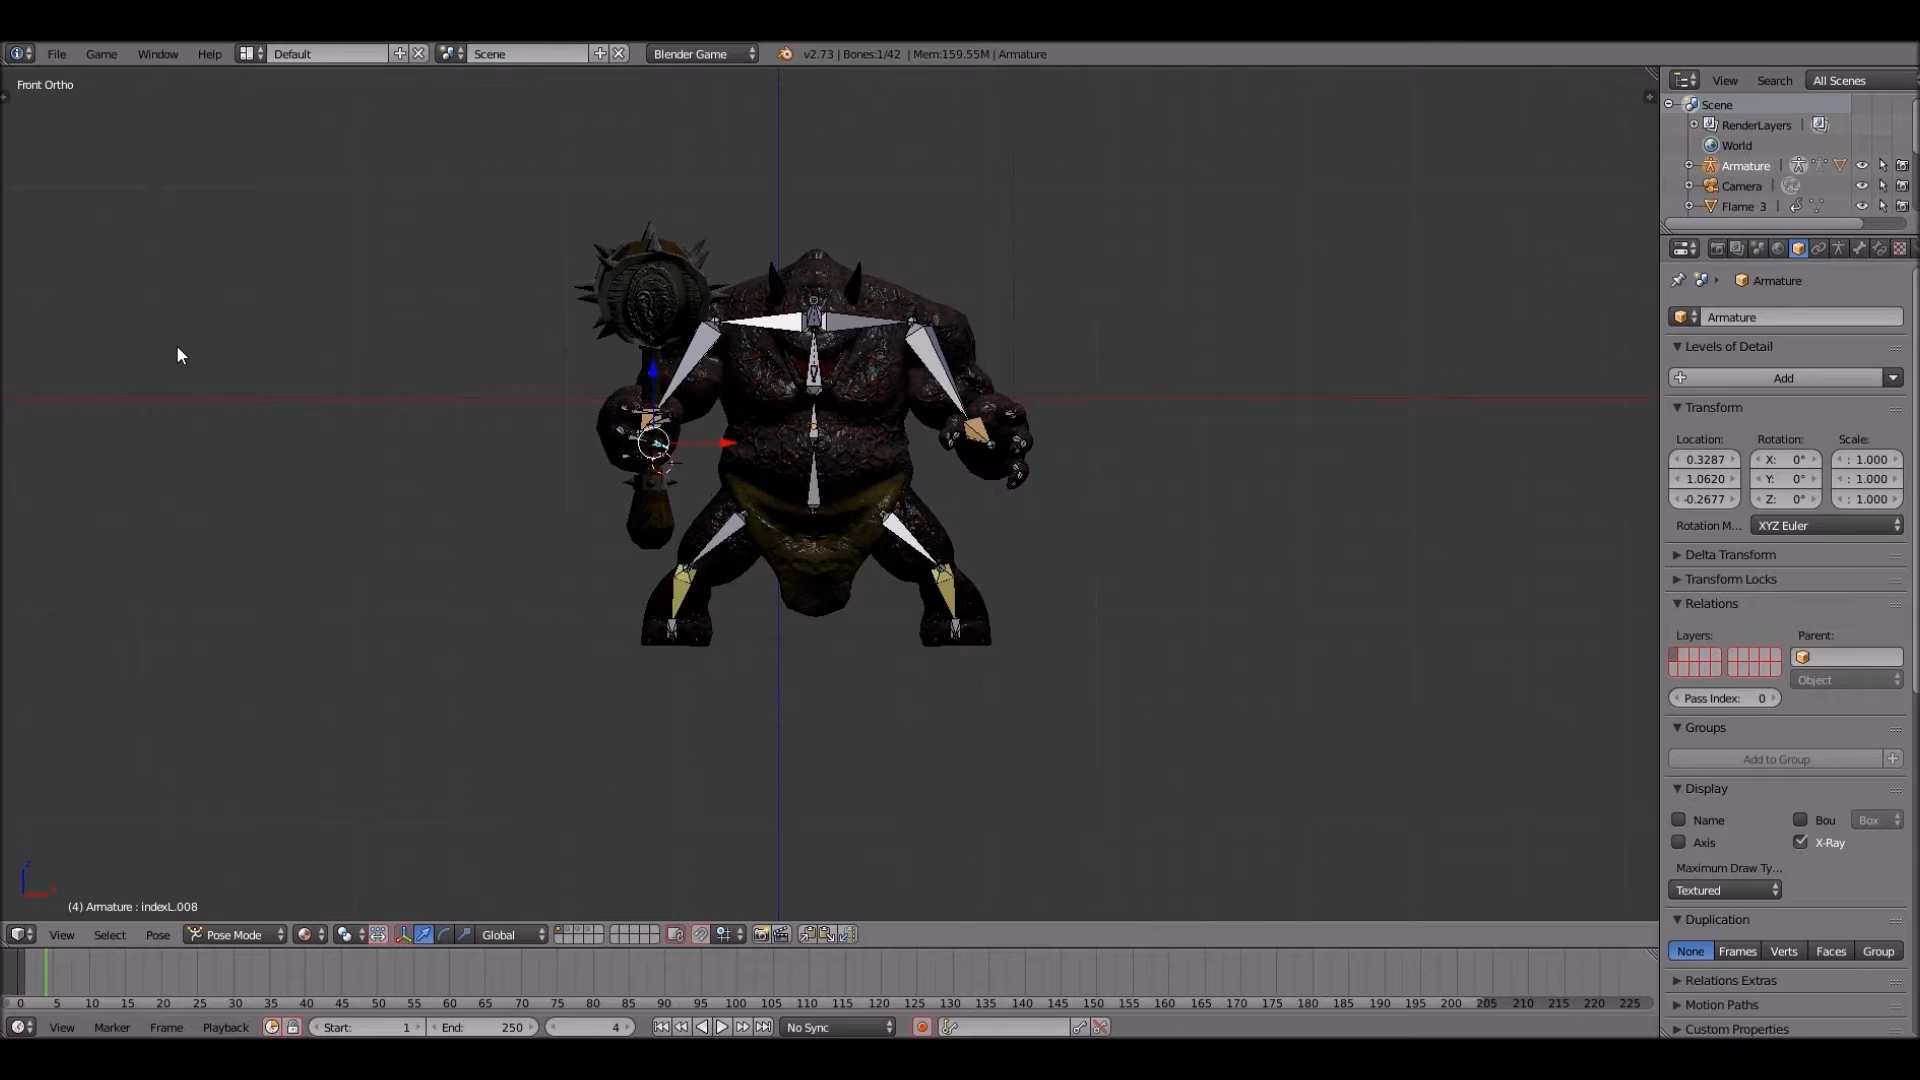 File Game Window Help Default Scene Blender Game v2.73 | Bones:1/42 | Mem:159.55M | Armature
Front Ortho
View Search All Scenes
Scene
RenderLayers
World
Armature
Camera
Flame 3
Armature
Armature
Levels of Detail
Add
Transform
Location: Rotation: Scale:
0.3287 X: 0° : 1.000
1.0620 Y: 0° : 1.000
-0.2677 Z: 0° : 1.000
Rotation M... XYZ Euler
Delta Transform
Transform Locks
Relations
Layers: Parent:
Object
Pass Index: 0
Groups
Add to Group
Display
Name Bou Box
Axis X-Ray
Maximum Draw Ty...
Textured
Duplication
None Frames Verts Faces Group
Relations Extras
Motion Paths
Custom Properties
z
(4) Armature : indexL.008
View Select Pose Pose Mode Global
0 5 10 15 20 25 30 35 40 45 50 55 60 65 70 75 80 85 90 95 100 105 110 115 120 125 130 135 140 145 150 155 160 165 170 175 180 185 190 195 200 205 210 215 220 225
View Marker Frame Playback Start: 1 End: 250 4 No Sync